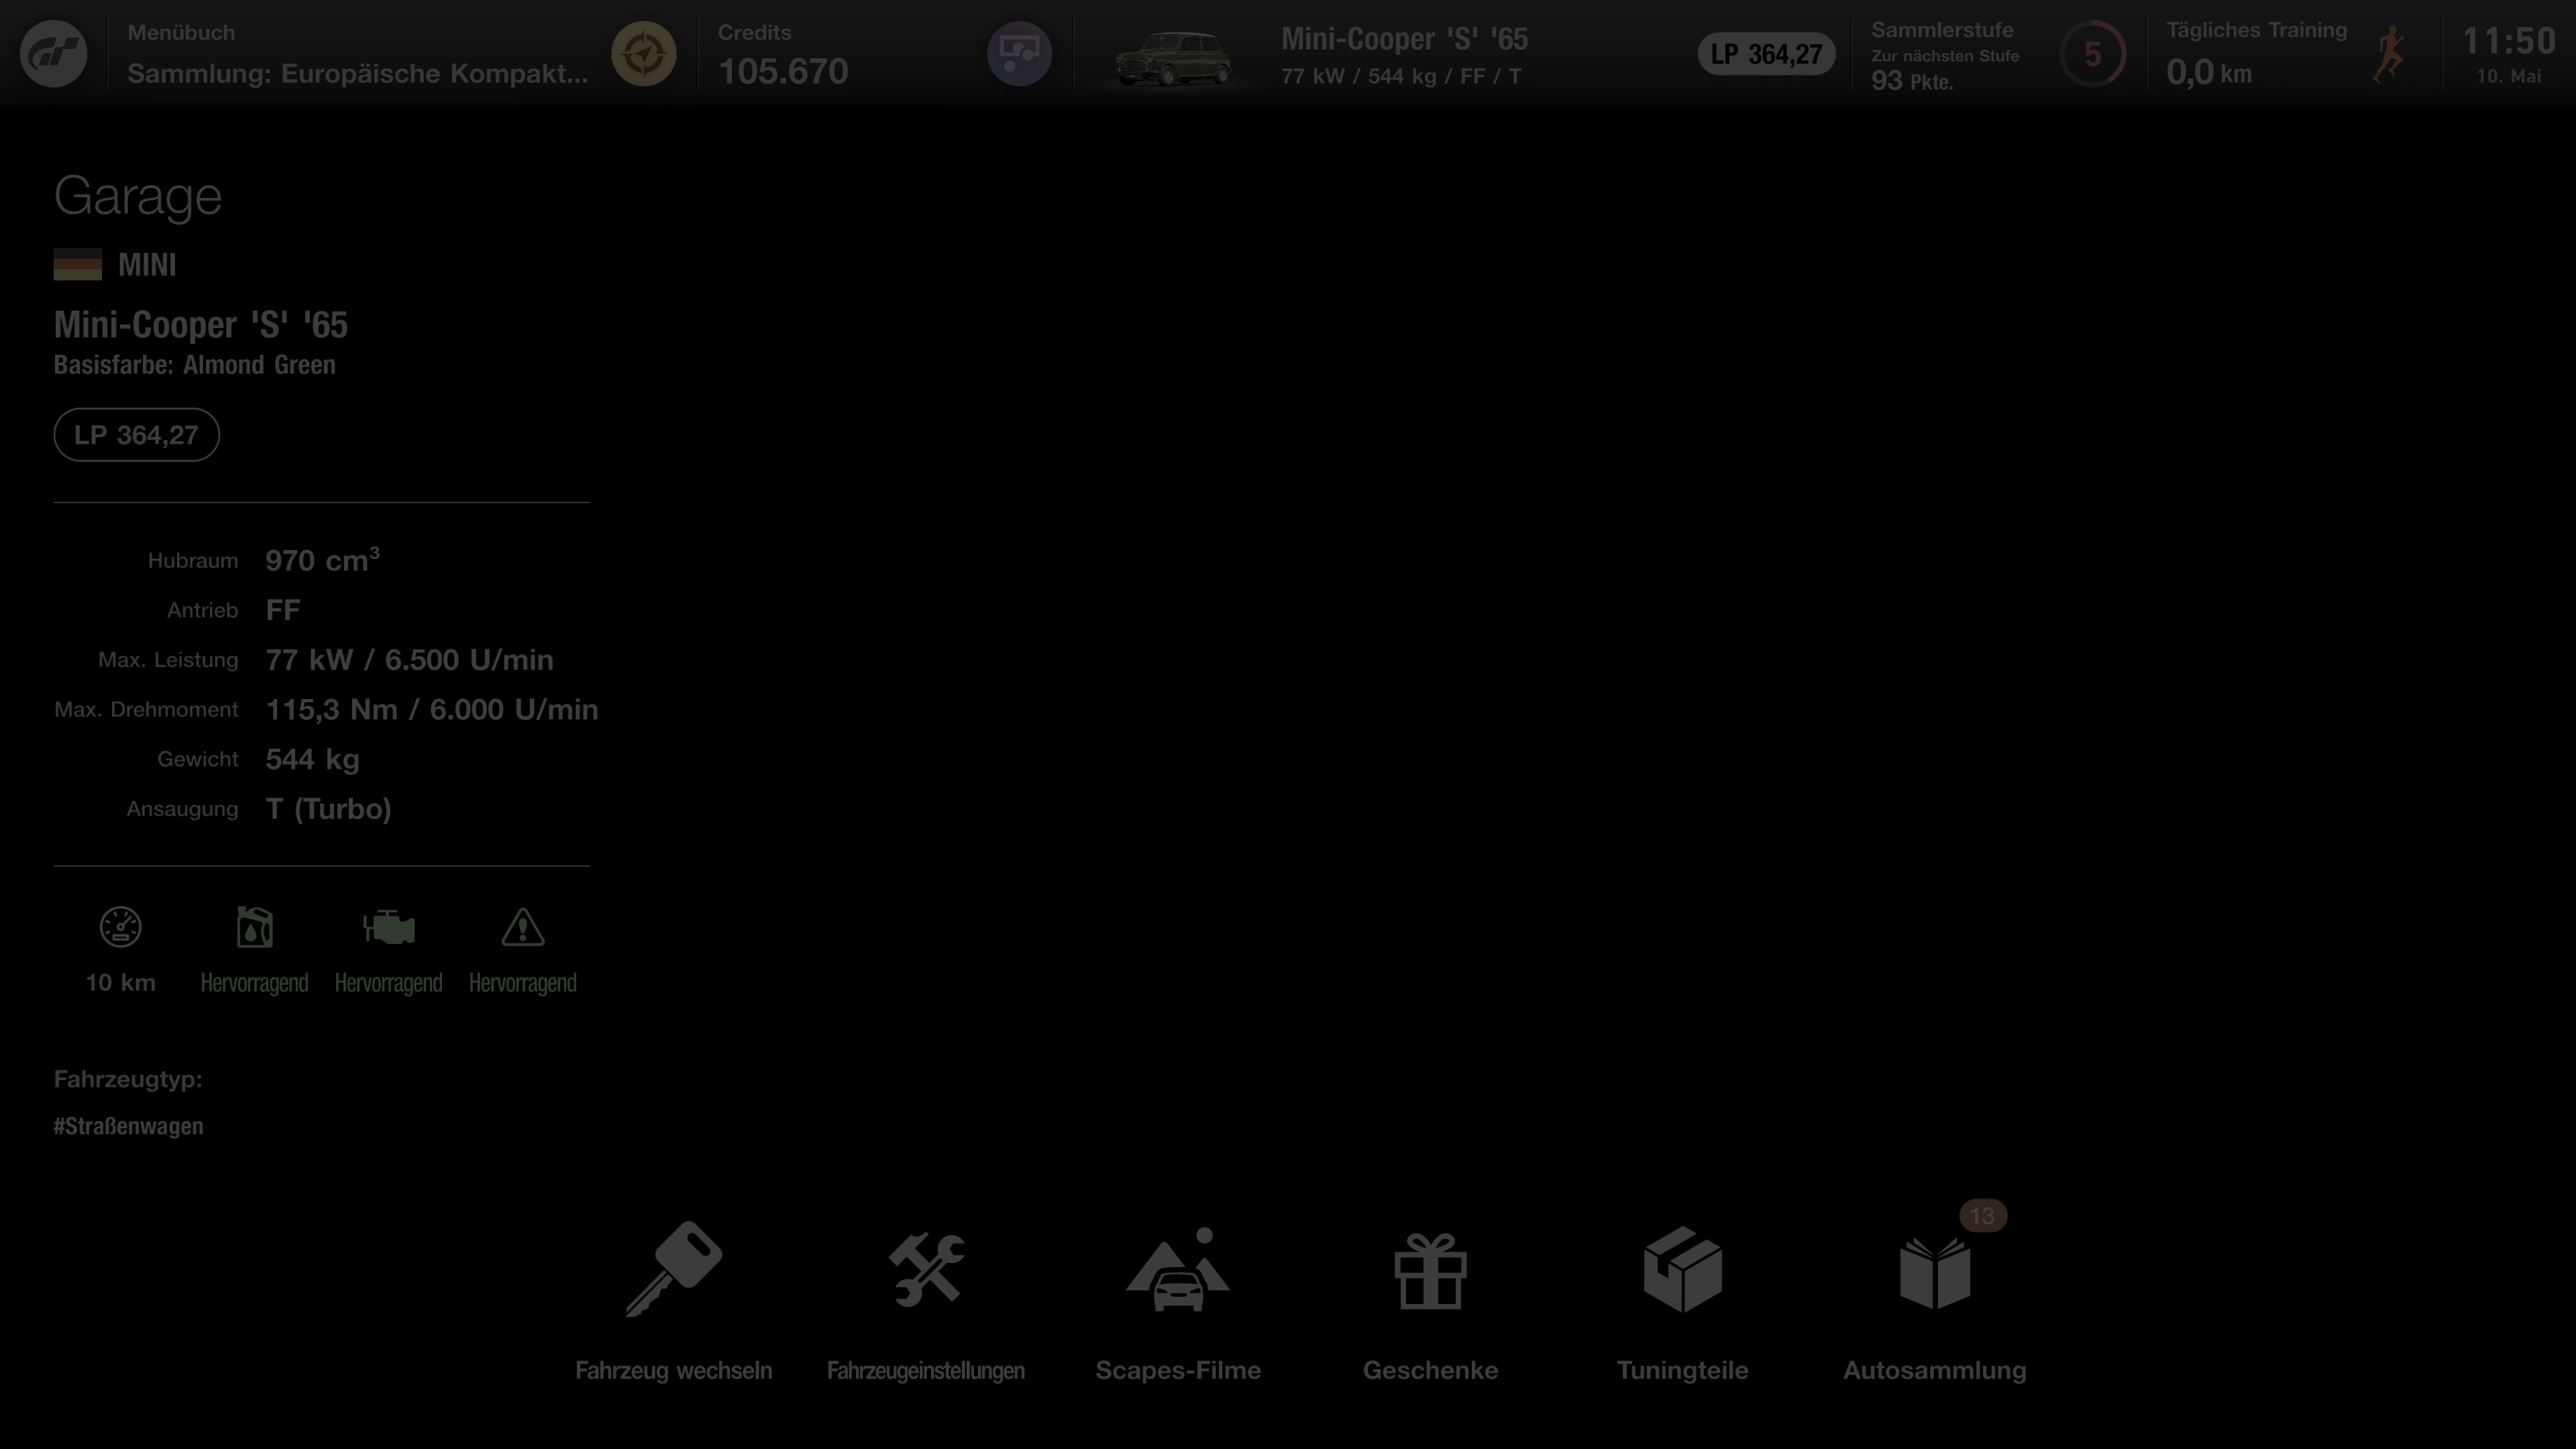 Menübuch
Sammlung: Europäische Kompakt...
Credits
105.670
Mini-Cooper 'S' '65
77 kW / 544 kg / FF / T
LP 364,27
Sammlerstufe
Zur nächsten Stufe
93 Pkte.
5
Tägliches Training
0,0 km
11:50
10. Mai
Garage
MINI
Mini-Cooper 'S' '65
Basisfarbe: Almond Green
LP 364,27
Hubraum 970 cm³
Antrieb FF
Max. Leistung 77 kW / 6.500 U/min
Max. Drehmoment 115,3 Nm / 6.000 U/min
Gewicht 544 kg
Ansaugung T (Turbo)
10 km Hervorragend Hervorragend Hervorragend
Fahrzeugtyp:
#Straßenwagen
13
Fahrzeug wechseln Fahrzeugeinstellungen Scapes-Filme Geschenke Tuningteile Autosammlung